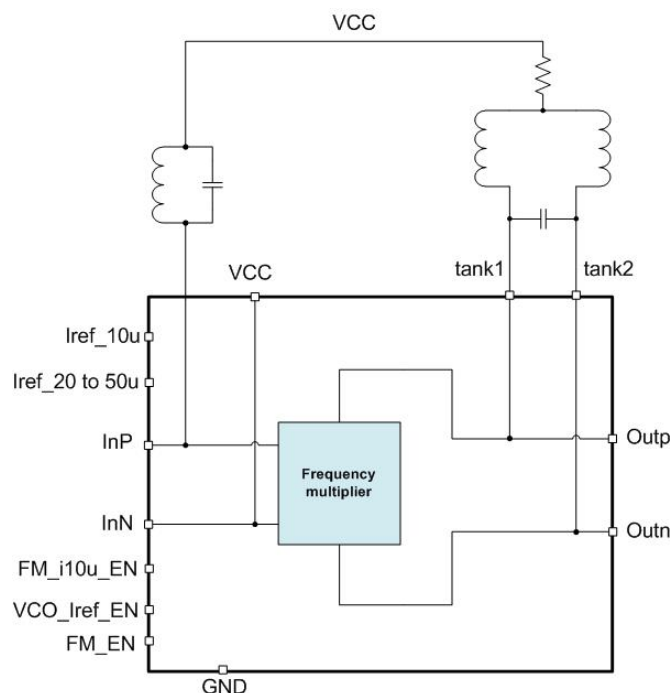 VCC
VCC
tank1
tank2
Iref_10u
Iref_20 to 50u
InP
Outp
Frequency
multiplier
InN
Outn
FM_i10u_EN
VCO_Iref_EN
FM_EN
GND